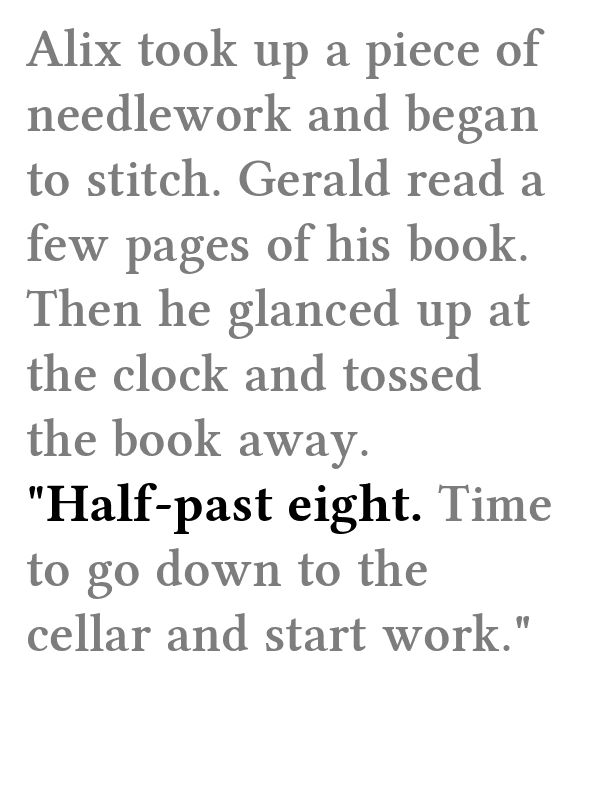 Alix took up a piece of
needlework and began
to stitch. Gerald read a
few pages of his book.
Then he glanced up at
the clock and tossed
the book away.
"Half-past eight. Time
to go down to the
cellar and start work."